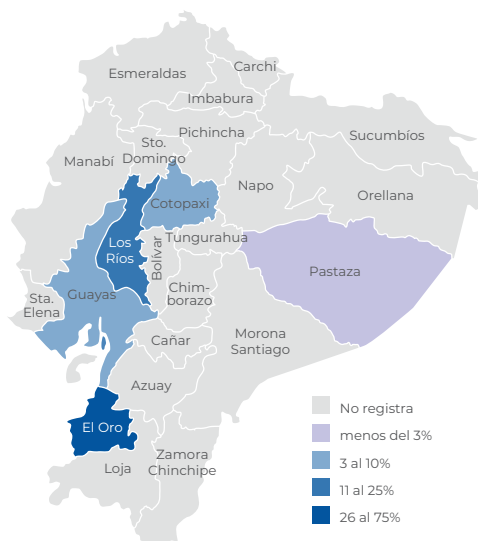 Carchi
Esmeraldas
Imbabura
Pichincha
Sucumbíos
Sto.
Domingo
Manabí
Napo
Orellana
Cotopaxi
Tungurahua
Los
Ríos
Bolívar
Pastaza
Chim-
borazo
Guayas
Sta.
Elena
Cañar
Morona
Santiago
Azuay
El Oro
Zamora
Chinchipe
Loja
No registra
menos del 3%
3 al 10%
11 al 25%
26 al 75%